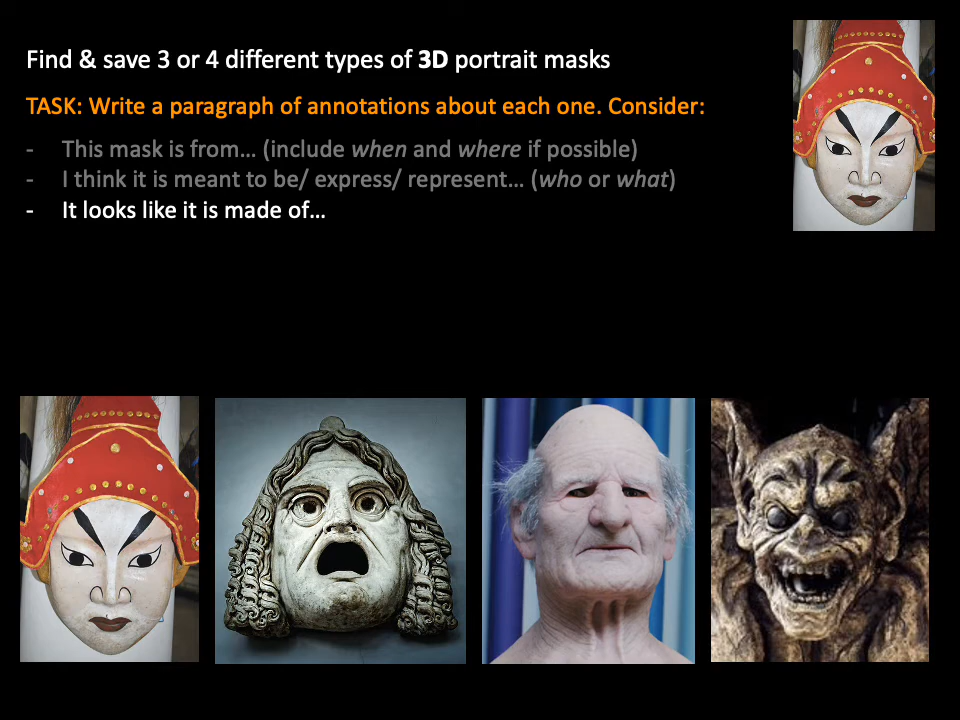 Find & save 3 or 4 different types of 3D portrait masks
TASK: Write a paragraph of annotations about each one. Consider:
- This mask is from… (include when and where if possible)
- I think it is meant to be/ express/ represent… (who or what)
- It looks like it is made of…